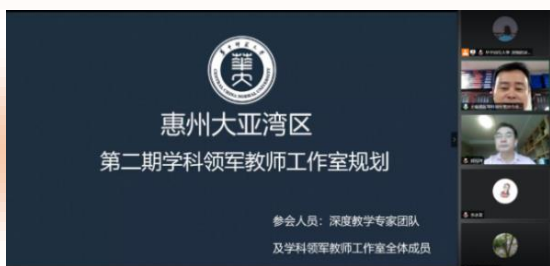 惠州大亚湾区
第二期学科领军教师工作室规划
参会人员:深度教学专家团队
及学科领军教师工作室全体成员